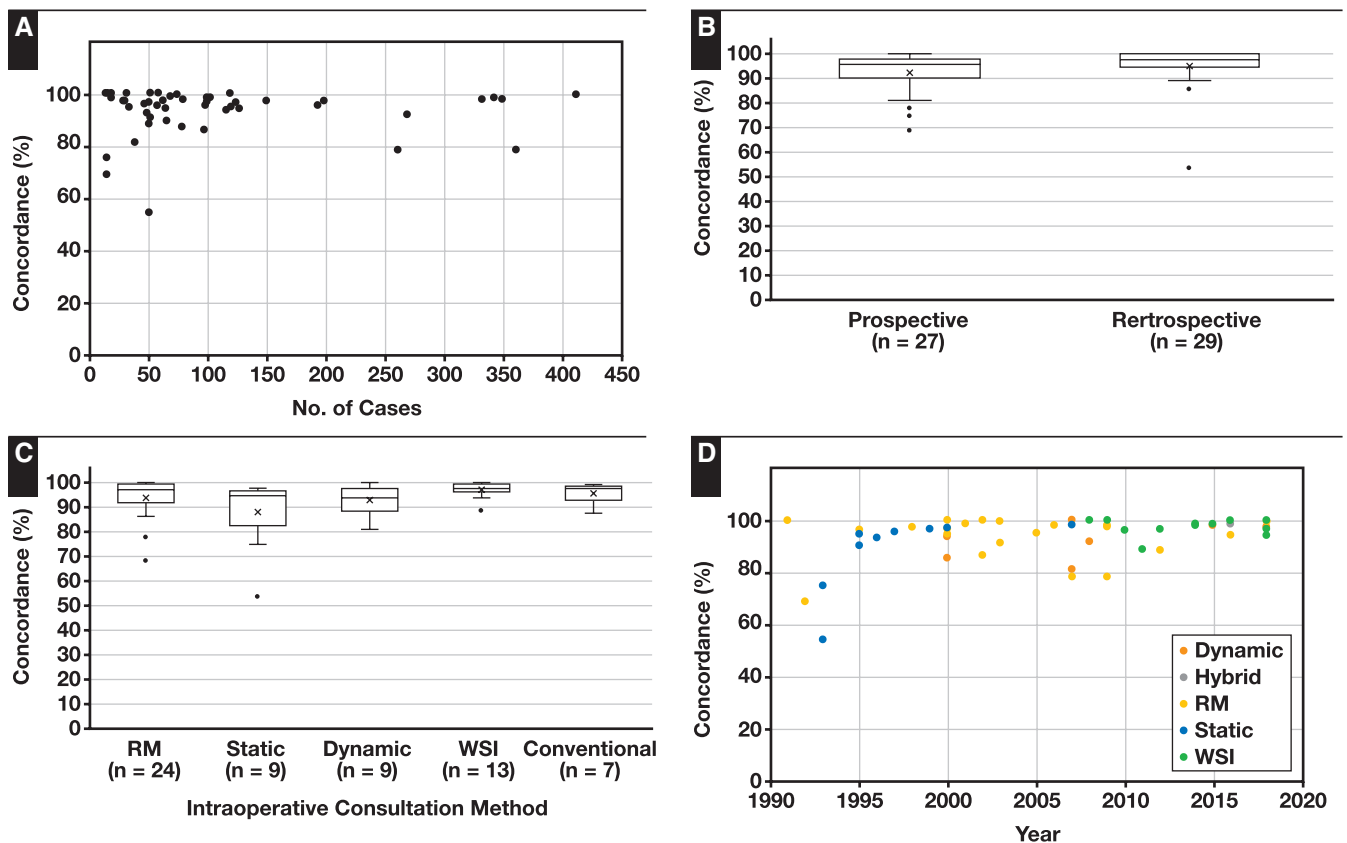 A
Concordance (%)
100
80
60
40
20
0
0 50 100 150 200 250 300 350 400 450
No. of Cases
B
Concordance (%)
100
90
80
70
60
50
40
30
20
10
0
Prospective
(n = 27)
Rertrospective
(n = 29)
C
Concordance (%)
100
90
80
70
60
50
40
30
20
10
0
RM
(n = 24)
Static
(n = 9)
Dynamic
(n = 9)
WSI
(n = 13)
Conventional
(n = 7)
Intraoperative Consultation Method
D
Concordance (%)
100
80
60
40
20
0
1990 1995 2000 2005 2010 2015 2020
Year
Dynamic
Hybrid
RM
Static
WSI